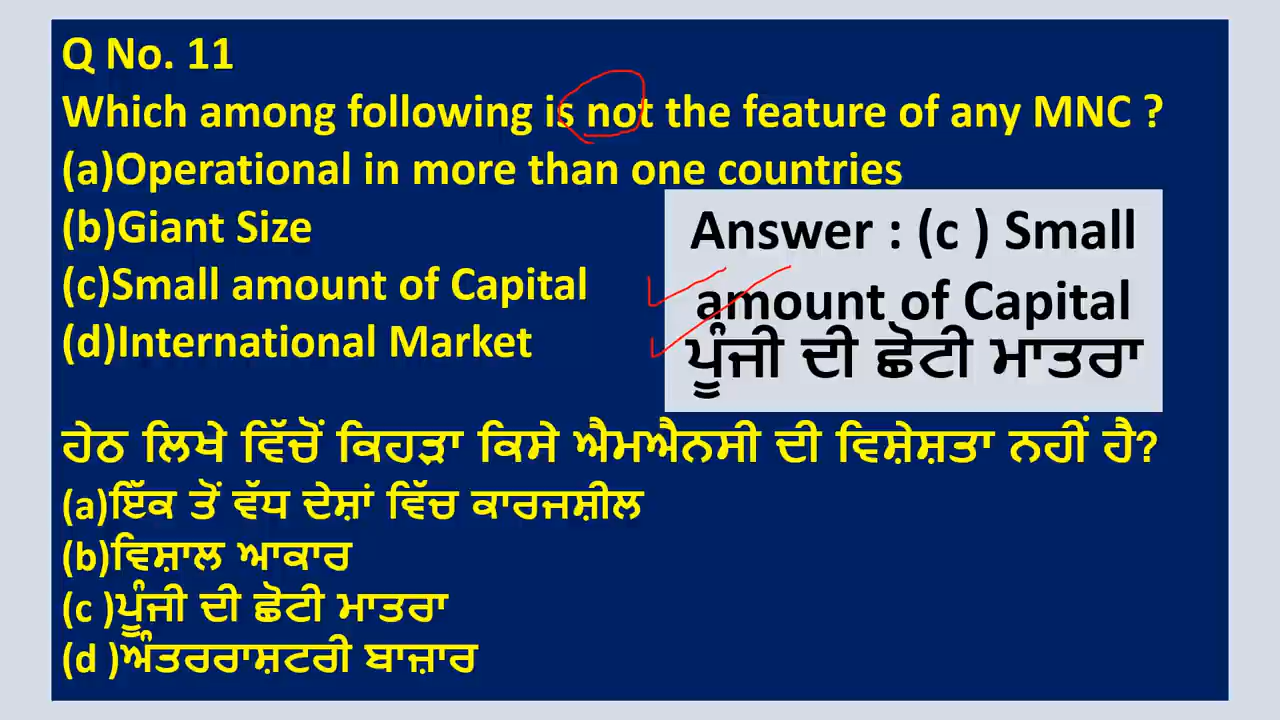 Q No. 11
Which among following is not the feature of any MNC ?
(a)Operational in more than one countries
(b)Giant Size
(c)Small amount of Capital
(d)International Market
Answer : (c ) Small
amount of Capital
ਪੂੰਜੀ ਦੀ ਛੋਟੀ ਮਾਤਰਾ
ਹੇਠ ਲਿਖੇ ਵਿੱਚੋਂ ਕਿਹੜਾ ਕਿਸੇ ਐਮਐਨਸੀ ਦੀ ਵਿਸ਼ੇਸ਼ਤਾ ਨਹੀਂ ਹੈ?
(a)ਇੱਕ ਤੋਂ ਵੱਧ ਦੇਸ਼ਾਂ ਵਿੱਚ ਕਾਰਜਸ਼ੀਲ
(b)ਵਿਸ਼ਾਲ ਆਕਾਰ
(c )ਪੂੰਜੀ ਦੀ ਛੋਟੀ ਮਾਤਰਾ
(d )ਅੰਤਰਰਾਸ਼ਟਰੀ ਬਾਜ਼ਾਰ